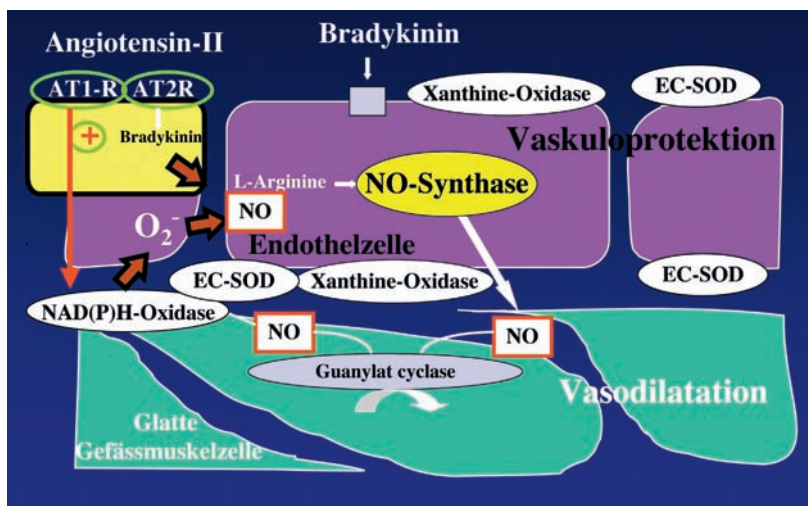 Angiotensin-II
Bradykinin
AT1-R
AT2R
Xanthine-Oxidase
EC-SOD
+
Bradykinin
Vaskuloprotektion
L-Arginine
NO-Synthase
O2-
NO
Endothelzelle
EC-SOD
Xanthine-Oxidase
EC-SOD
NAD(P)H-Oxidase
NO
NO
Guanylat cyclase
Vasodilatation
Glatte
Gefässmuskelzelle